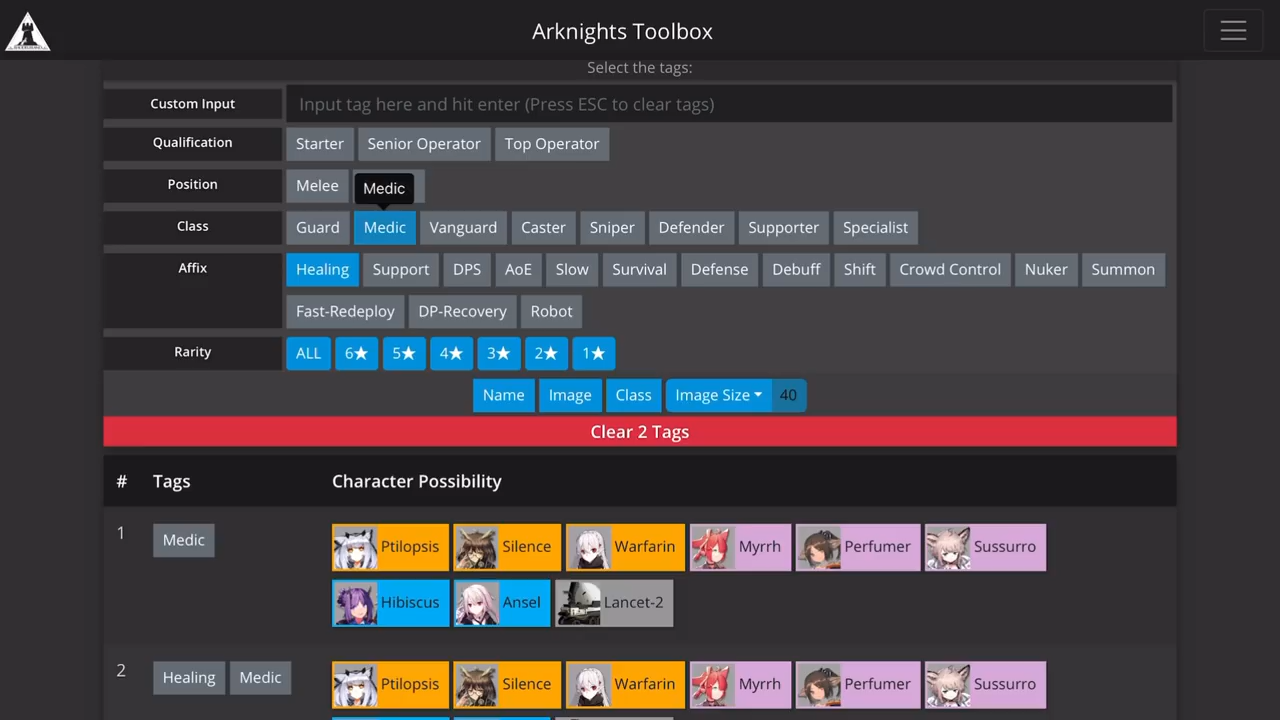 Arknights Toolbox
Select the tags:
Custom Input Input tag here and hit enter (Press ESC to clear tags)
Qualification Starter Senior Operator Top Operator
Position Melee Medic
Class Guard Medic Vanguard Caster Sniper Defender Supporter Specialist
Affix Healing Support DPS AoE Slow Survival Defense Debuff Shift Crowd Control Nuker Summon
Fast-Redeploy DP-Recovery Robot
Rarity ALL 6★ 5★ 4★ 3★ 2★ 1★
Name Image Class Image Size 40
Clear 2 Tags
# Tags Character Possibility
1 Medic Ptilopsis Silence Warfarin Myrrh Perfumer Sussurro
Hibiscus Ansel Lancet-2
2 Healing Medic Ptilopsis Silence Warfarin Myrrh Perfumer Sussurro